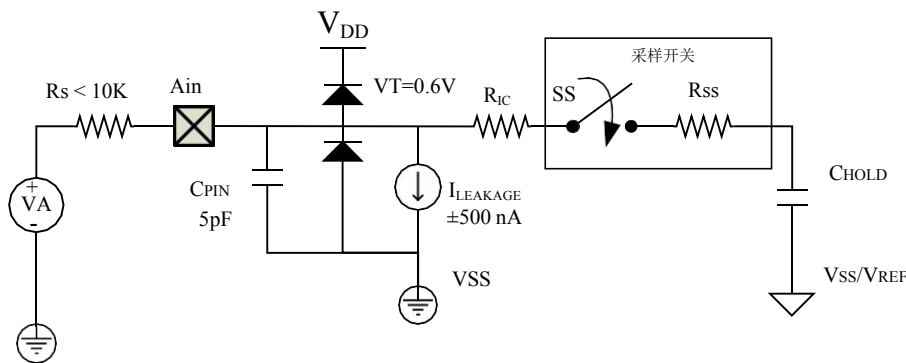 VDD
采样开关
Rs < 10K
Ain
VT=0.6V
RIC
SS
Rss
+
VA
-
CPIN
5pF
ILEAKAGE
±500 nA
CHOLD
VSS
VSS/VREF